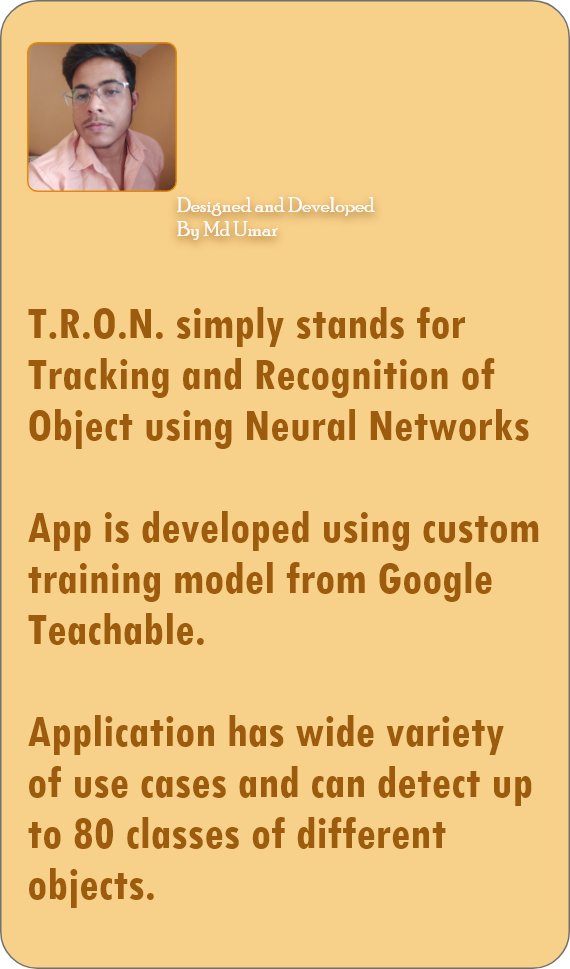 Designed and Developed
By Md Umar
T.R.O.N. simply stands for
Tracking and Recognition of
Object using Neural Networks
App is developed using custom
training model from Google
Teachable.
Application has wide variety
of use cases and can detect up
to 80 classes of different
objects.